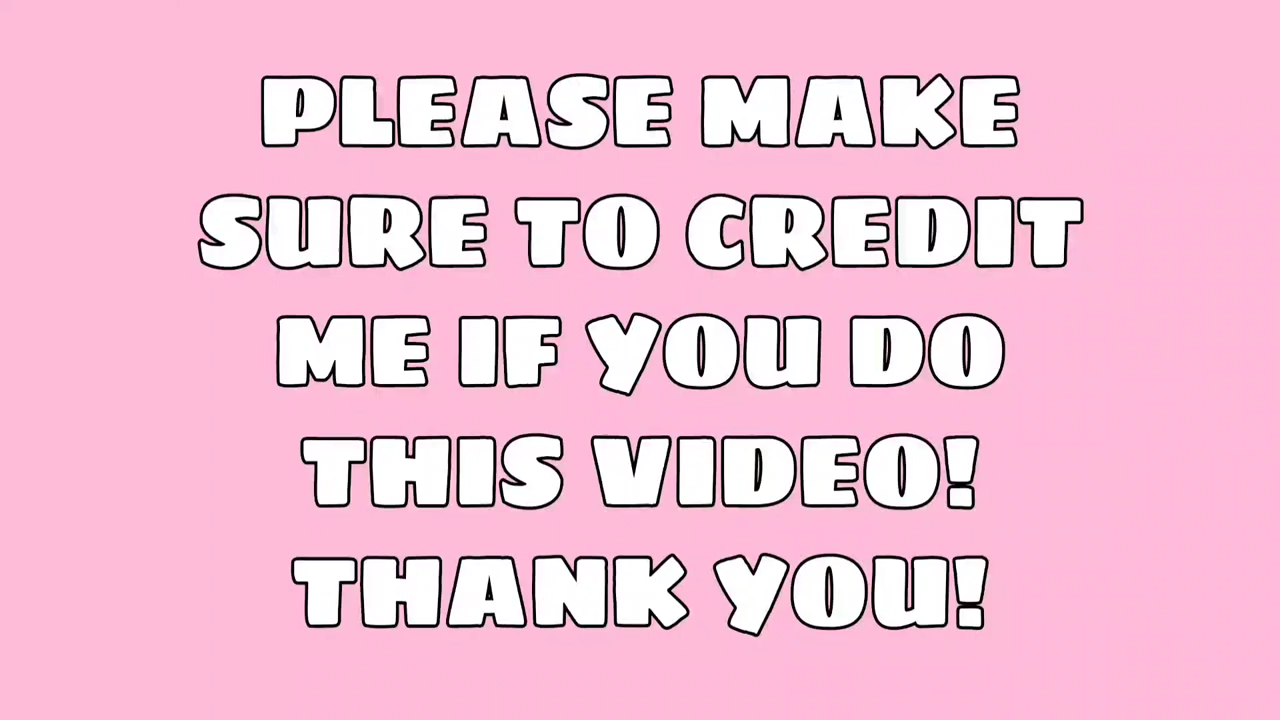 PLEASE MAKE
SURE TO CREDIT
ME IF YOU DO
THIS VIDEO!
THANK YOU!